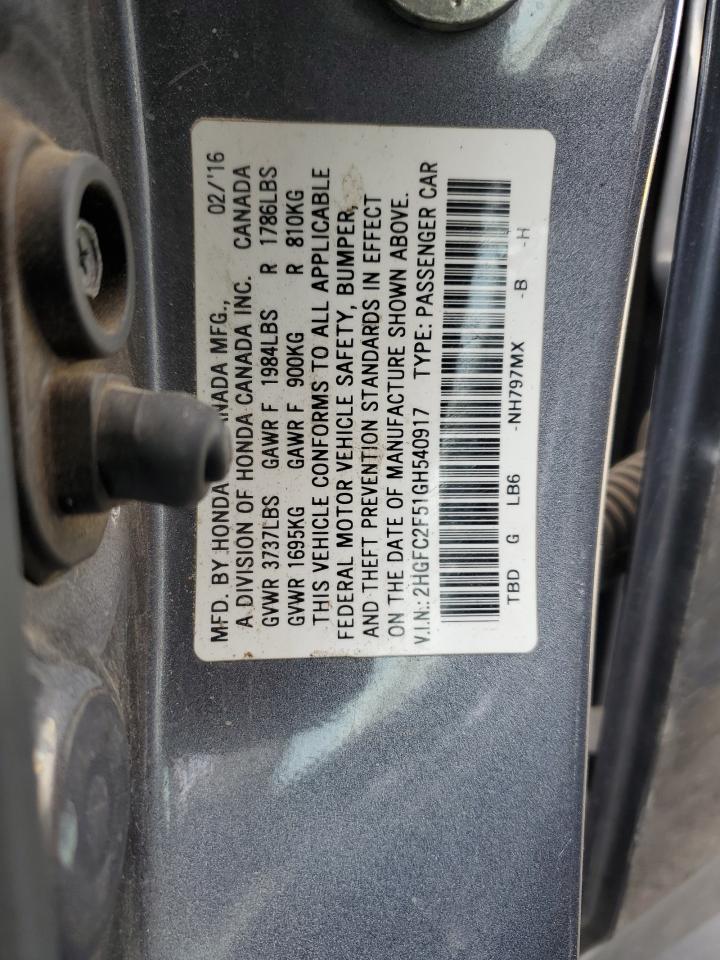 MFD. BY HONDA CANADA MFG., 02/'16
A DIVISION OF HONDA CANADA INC. CANADA
GVWR 3737LBS GAWR F 1984LBS R 1786LBS
GVWR 1695KG GAWR F 900KG R 810KG
THIS VEHICLE CONFORMS TO ALL APPLICABLE
FEDERAL MOTOR VEHICLE SAFETY, BUMPER,
AND THEFT PREVENTION STANDARDS IN EFFECT
ON THE DATE OF MANUFACTURE SHOWN ABOVE.
V.I.N.: 2HGFC2F51GH540917 TYPE: PASSENGER CAR
TBD G LB6 -NH797MX -B -H